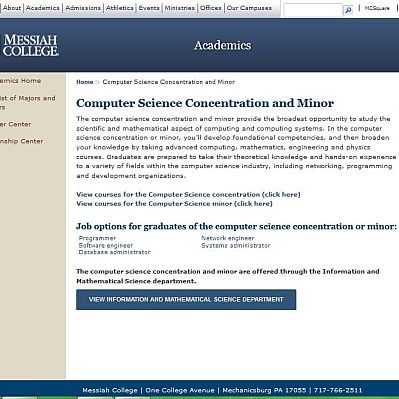 About | Academics | Admissions | Athletics | Events | Ministries | Offices | Our Campuses
| MCSquare |
MESSIAH
COLLEGE
Academics
emics Home
ist of Majors and
rs
er Center
nship Center
Home > Computer Science Concentration and Minor
Computer Science Concentration and Minor
The computer science concentration and minor provide the broadest opportunity to study the
scientific and mathematical aspect of computing and computing systems. In the computer
science concentration or minor, you'll develop foundational competencies, and then broaden
your knowledge by taking advanced computing, mathematics, engineering and physics
courses. Graduates are prepared to take their theoretical knowledge and hands-on experience
to a variety of fields within the computer science industry, including networking, programming
and development organizations.
View courses for the Computer Science concentration (click here)
View courses for the Computer Science minor (click here)
Job options for graduates of the computer science concentration or minor:
Programmer Network engineer
Software engineer Systems administrator
Database administrator
The computer science concentration and minor are offered through the Information and
Mathematical Science department.
VIEW INFORMATION AND MATHEMATICAL SCIENCE DEPARTMENT
Messiah College | One College Avenue | Mechanicsburg PA 17055 | 717-766-2511